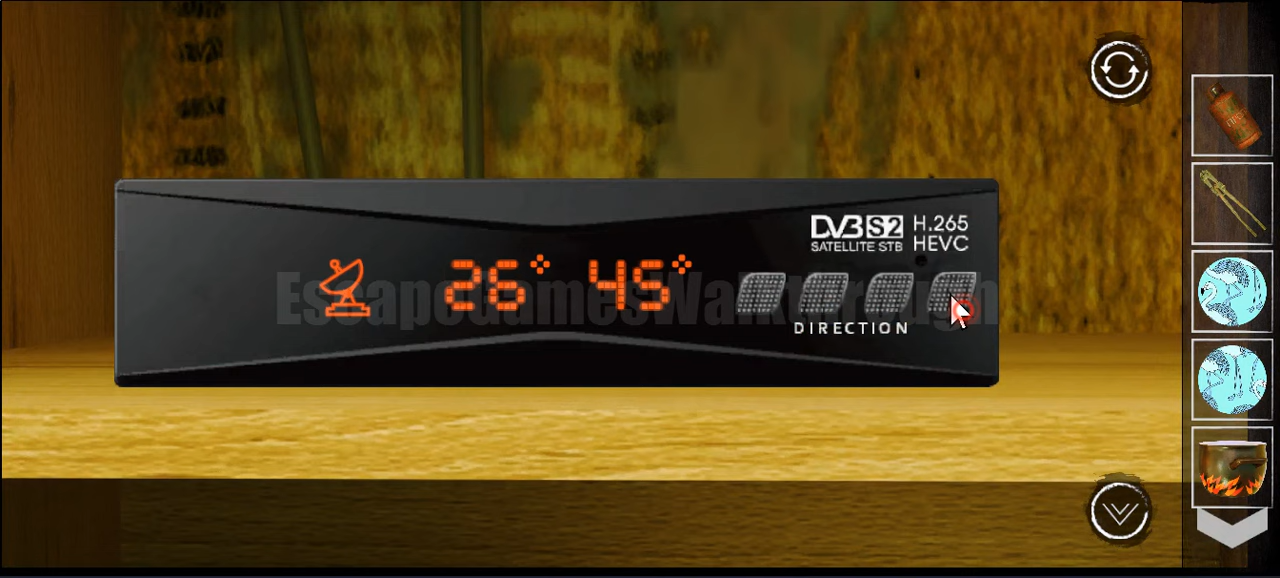 DVB S2 H.265
SATELLITE STB HEVC
26° 45°
EscapeGamesWalkthrough
DIRECTION